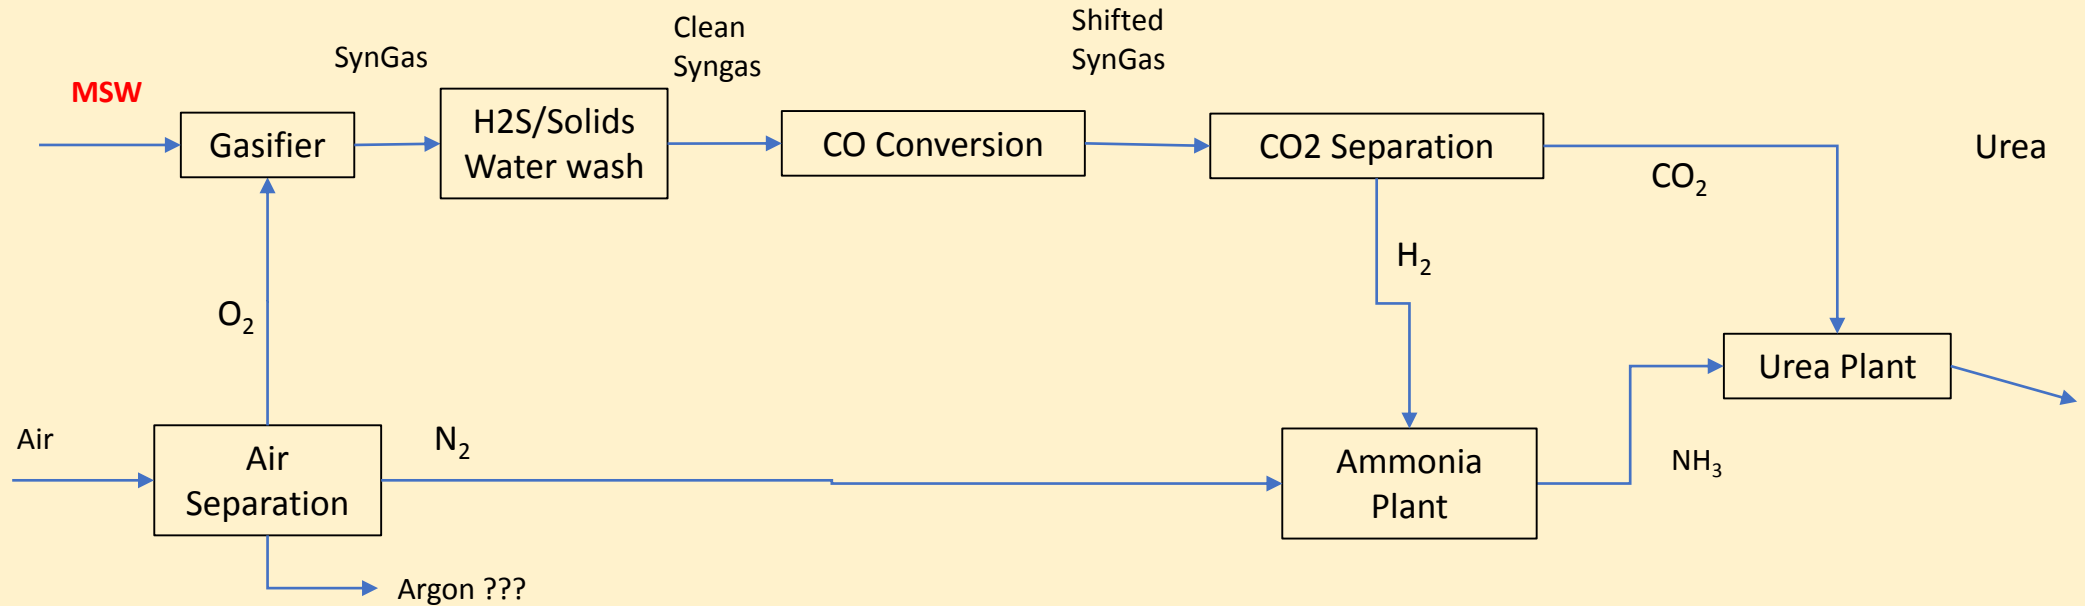 MSW
SynGas
Clean
Syngas
Shifted
SynGas
Gasifier
H2S/Solids
Water wash
CO Conversion
CO2 Separation
CO₂
Urea
H₂
O₂
Urea Plant
Air
Air
Separation
N₂
Ammonia
Plant
NH₃
Argon ???